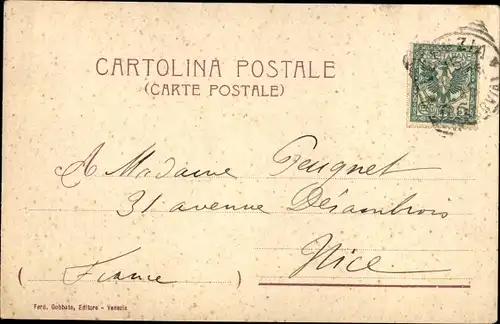 CARTOLINA POSTALE
(CARTE POSTALE)
A Madame Peugnet
31 avenue Désambrois
Nice
(France)
Ferd. Gobbato, Editore - Venezia